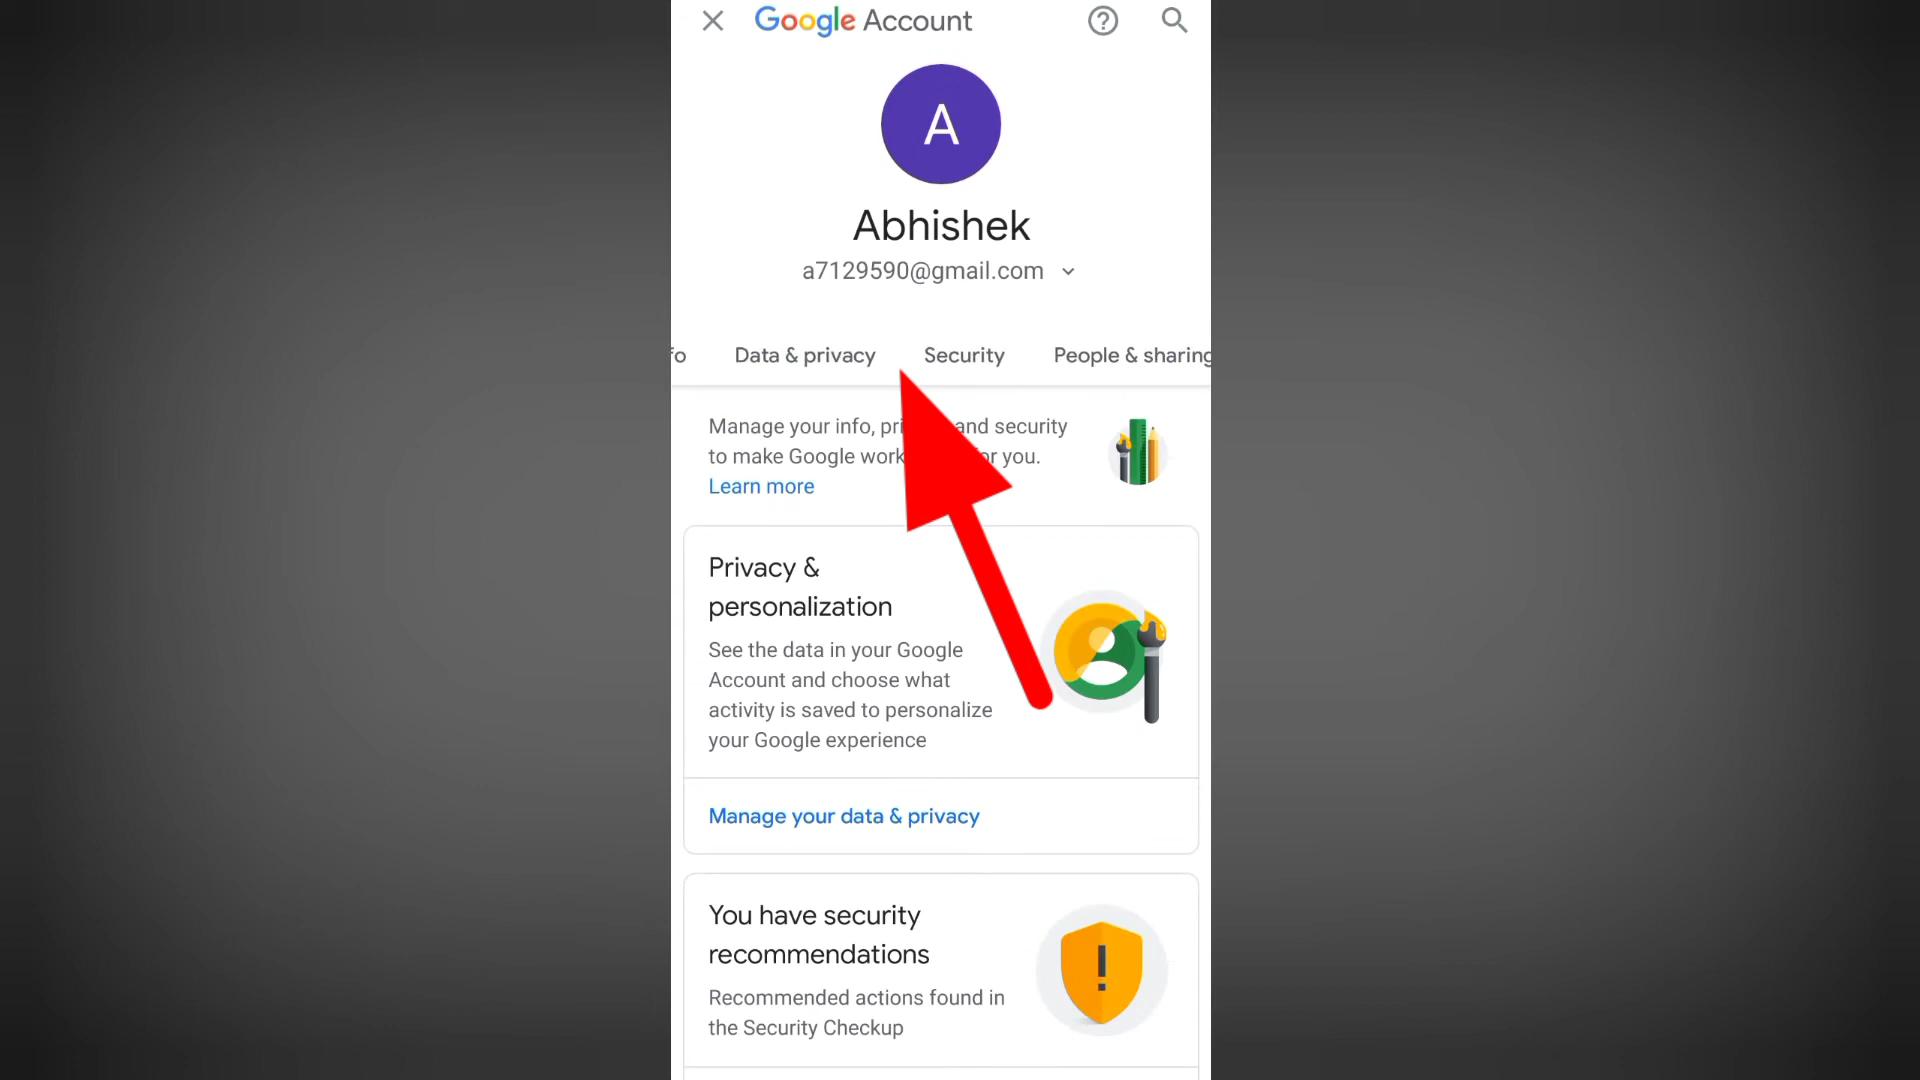 Google Account
A
Abhishek
a7129590@gmail.com
fo Data & privacy Security People & sharing
Manage your info, pri and security
to make Google work or you.
Learn more
Privacy &
personalization
See the data in your Google
Account and choose what
activity is saved to personalize
your Google experience
Manage your data & privacy
You have security
recommendations
Recommended actions found in
the Security Checkup